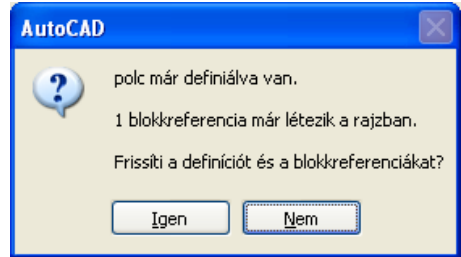 AutoCAD
polc már definiálva van.
1 blokkreferencia már létezik a rajzban.
Frissíti a definíciót és a blokkreferenciákat?
Igen
Nem